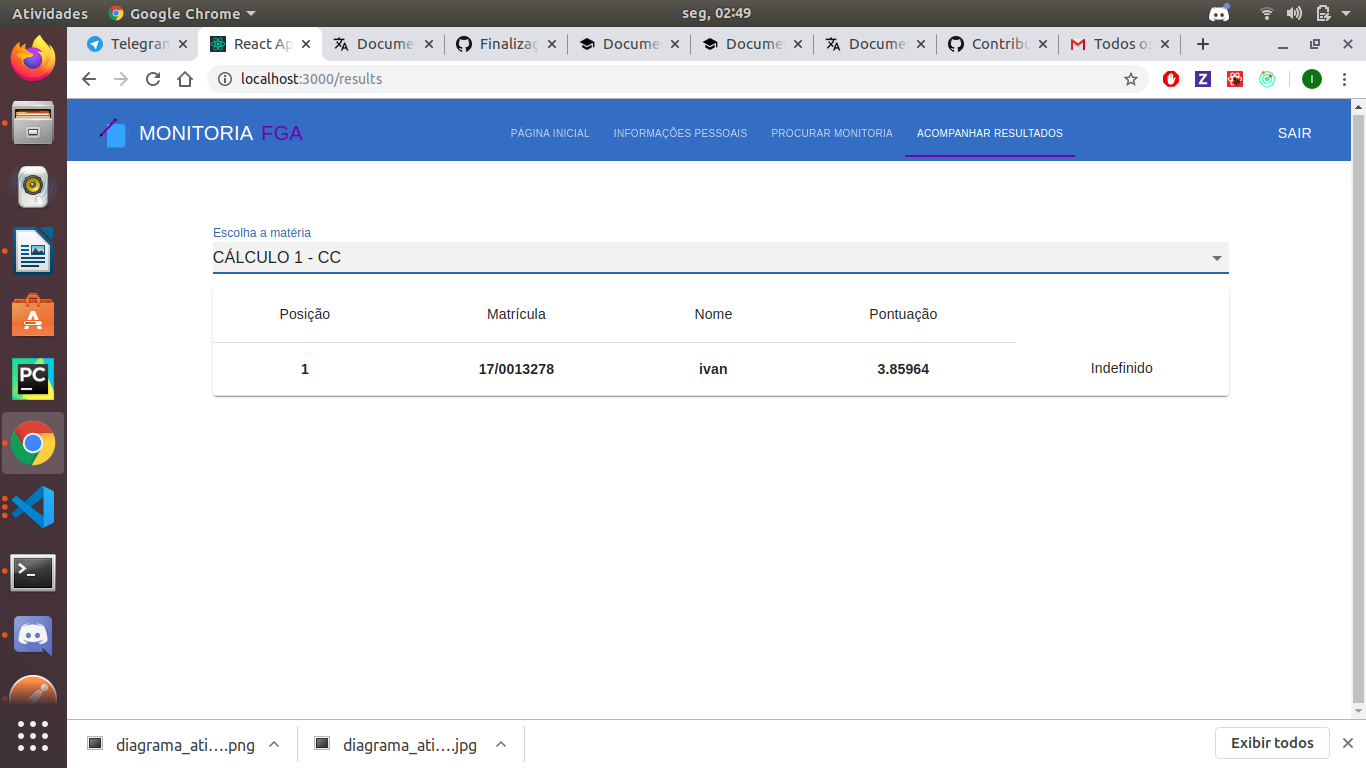 Atividades Google Chrome seg, 02:49
Telegran React Ap Docume Finalizaç Docume Docume Docume Contribu Todos os
localhost:3000/results
MONITORIA FGA PÁGINA INICIAL INFORMAÇÕES PESSOAIS PROCURAR MONITORIA ACOMPANHAR RESULTADOS SAIR
Escolha a matéria
CÁLCULO 1 - CC
Posição Matrícula Nome Pontuação
1 17/0013278 ivan 3.85964 Indefinido
diagrama_ati....png diagrama_ati....jpg Exibir todos